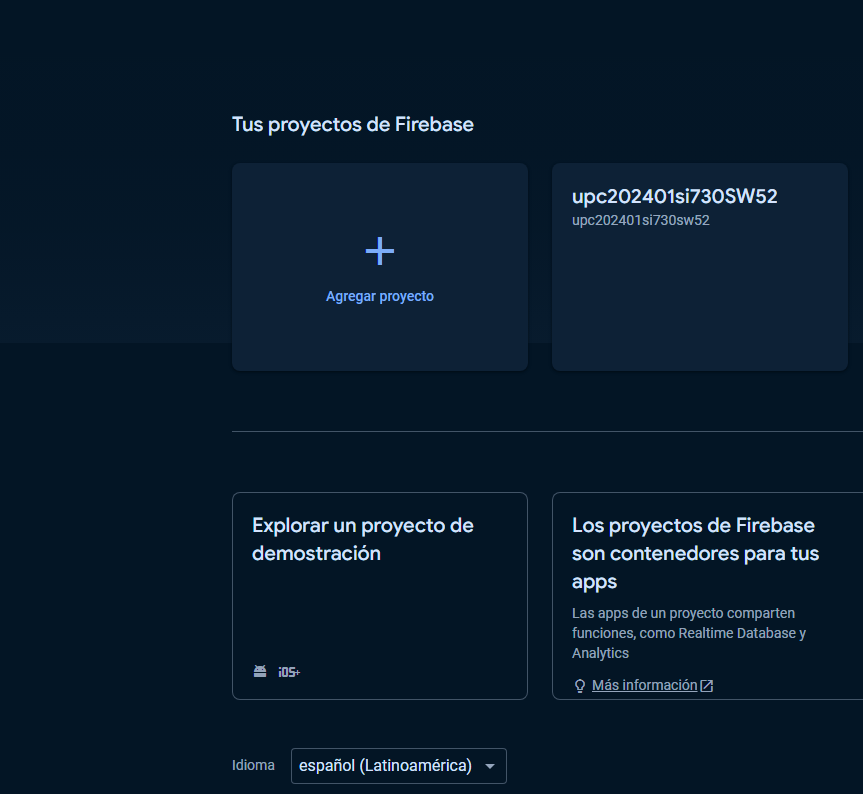 Tus proyectos de Firebase
Agregar proyecto
upc202401si730SW52
upc202401si730sw52
Explorar un proyecto de
demostración
iOS+
Los proyectos de Firebase
son contenedores para tus
apps
Las apps de un proyecto comparten
funciones, como Realtime Database y
Analytics
Más información
Idioma
español (Latinoamérica)